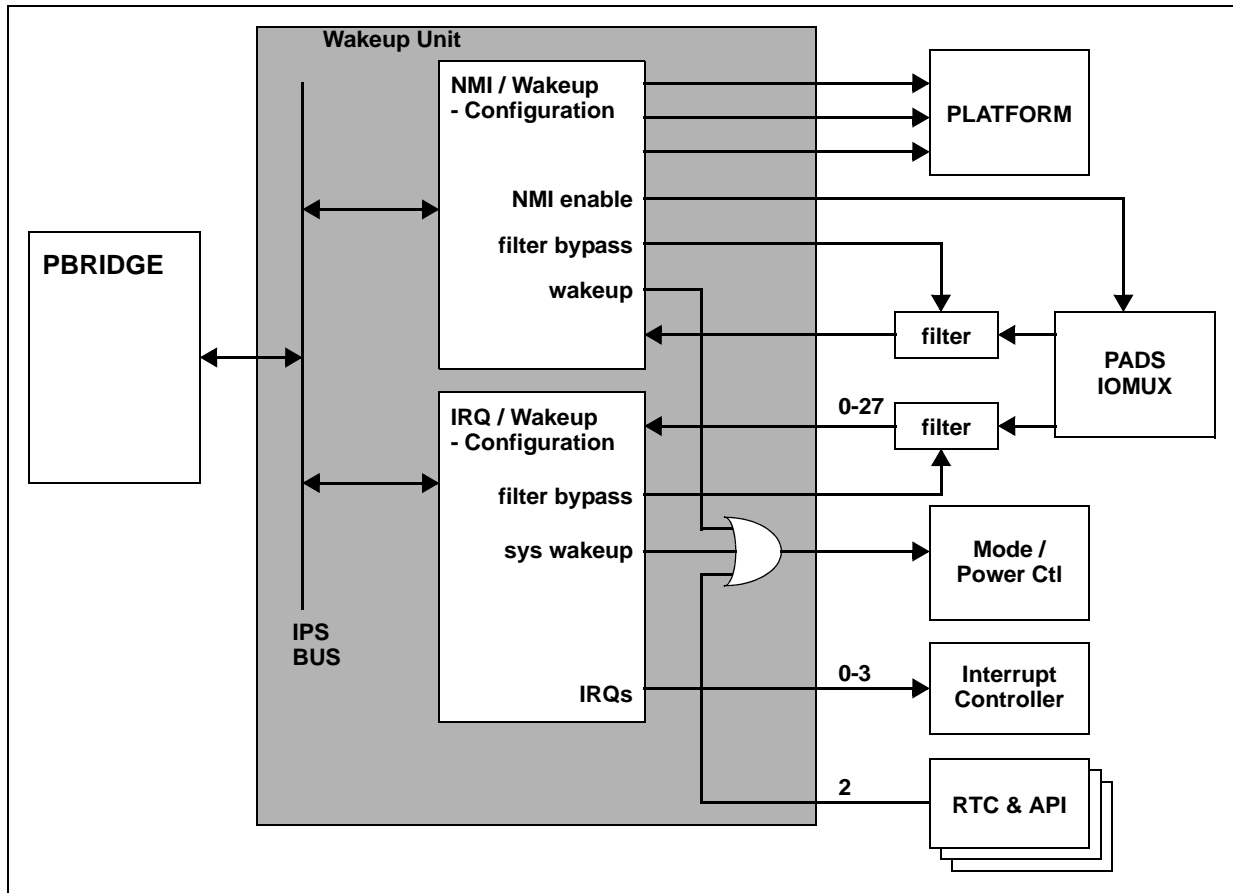 Wakeup Unit
NMI / Wakeup
- Configuration
NMI enable
filter bypass
wakeup
PLATFORM
PBRIDGE
filter
PADS
IOMUX
IRQ / Wakeup
- Configuration
filter bypass
sys wakeup
IRQs
0-27
filter
Mode /
Power Ctl
IPS
BUS
0-3
Interrupt
Controller
2
RTC & API